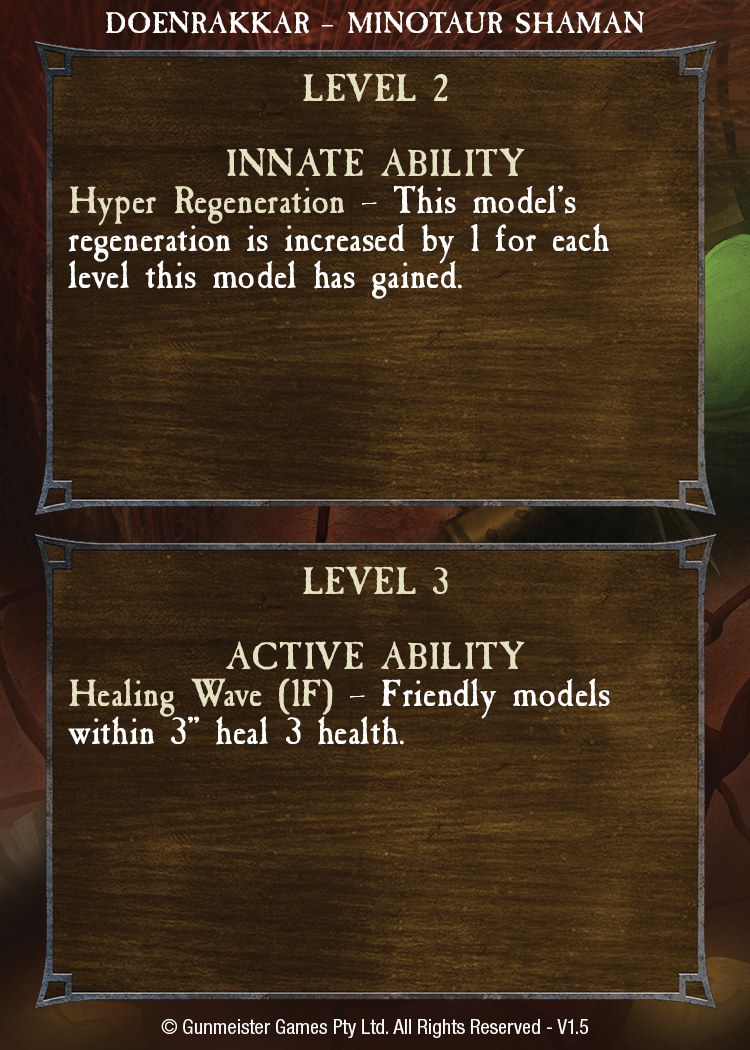 DOENRAKKAR – MINOTAUR SHAMAN
LEVEL 2
INNATE ABILITY
Hyper Regeneration – This model's
regeneration is increased by 1 for each
level this model has gained.
LEVEL 3
ACTIVE ABILITY
Healing Wave (1F) – Friendly models
within 3" heal 3 health.
© Gunmeister Games Pty Ltd. All Rights Reserved - V1.5